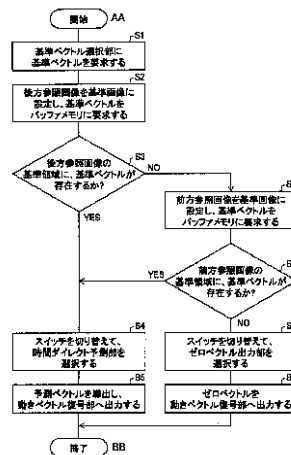 開始
AA
S1
基準ベクトル選択部に
基準ベクトルを要求する
S2
後方参照画像を基準画像に
設定し、基準ベクトルを
バッファメモリに要求する
S3
後方参照画像の
基準領域に、基準ベクトルが
存在するか?
NO
YES
S
前方参照画像を基準画像に
設定し、基準ベクトルを
バッファメモリに要求する
S
前方参照画像の
基準領域に、基準ベクトルが
存在するか?
YES
NO
S4
スイッチを切り替えて、
時間ダイレクト予測部を
選択する
S
スイッチを切り替えて、
ゼロベクトル出力部を
選択する
S5
予測ベクトルを導出し、
動きベクトル復号部へ出力する
ゼロベクトルを
動きベクトル復号部へ出力する
終了
BB